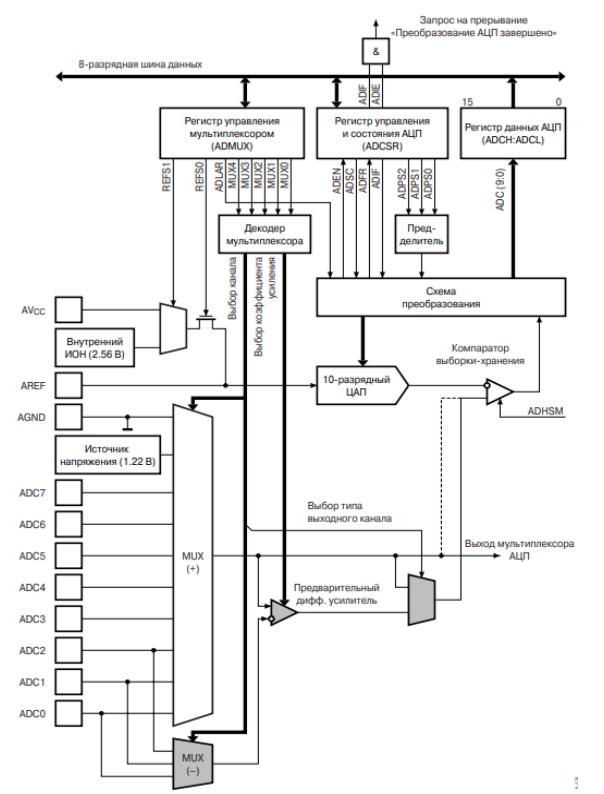 Запрос на прерывание
«Преобразование АЦП завершено»
&
8-разрядная шина данных
ADIF
ADIE
15
0
Регистр управления
мультиплексором
(ADMUX)
Регистр управления
и состояния АЦП
(ADCSR)
Регистр данных АЦП
(ADCH:ADCL)
REFS1
REFS0
ADLAR
MUX4
MUX3
MUX2
MUX1
MUX0
ADEN
ADSC
ADFR
ADIF
ADPS2
ADPS1
ADPS0
ADC (9:0)
Декодер
мультиплексора
Пред-
делитель
Выбор канала
Выбор коэффициента
усиления
Схема
преобразования
AVCC
Внутренний
ИОН (2.56 В)
Компаратор
выборки-хранения
AREF
10-разрядный
ЦАП
AGND
ADHSM
Источник
напряжения (1.22 В)
ADC7
ADC6
Выбор типа
выходного канала
ADC5
MUX
(+)
Выход мультиплексора
АЦП
ADC4
Предварительный
дифф. усилитель
ADC3
ADC2
ADC1
ADC0
MUX
(−)